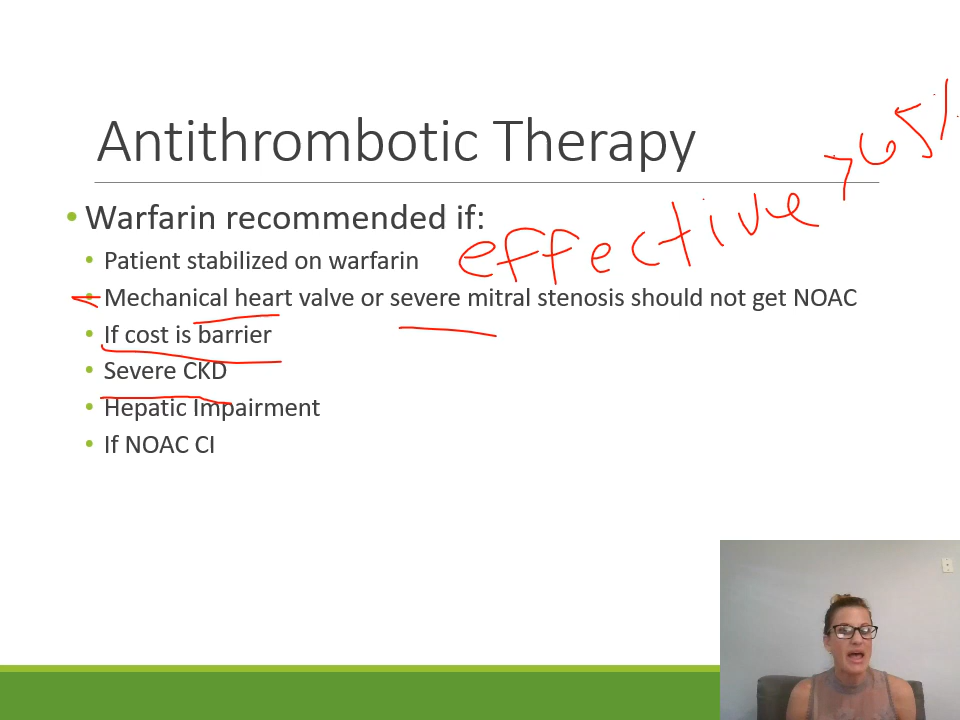 Antithrombotic Therapy
• Warfarin recommended if:
• Patient stabilized on warfarin
effective >65%
• Mechanical heart valve or severe mitral stenosis should not get NOAC
• If cost is barrier
• Severe CKD
• Hepatic Impairment
• If NOAC CI